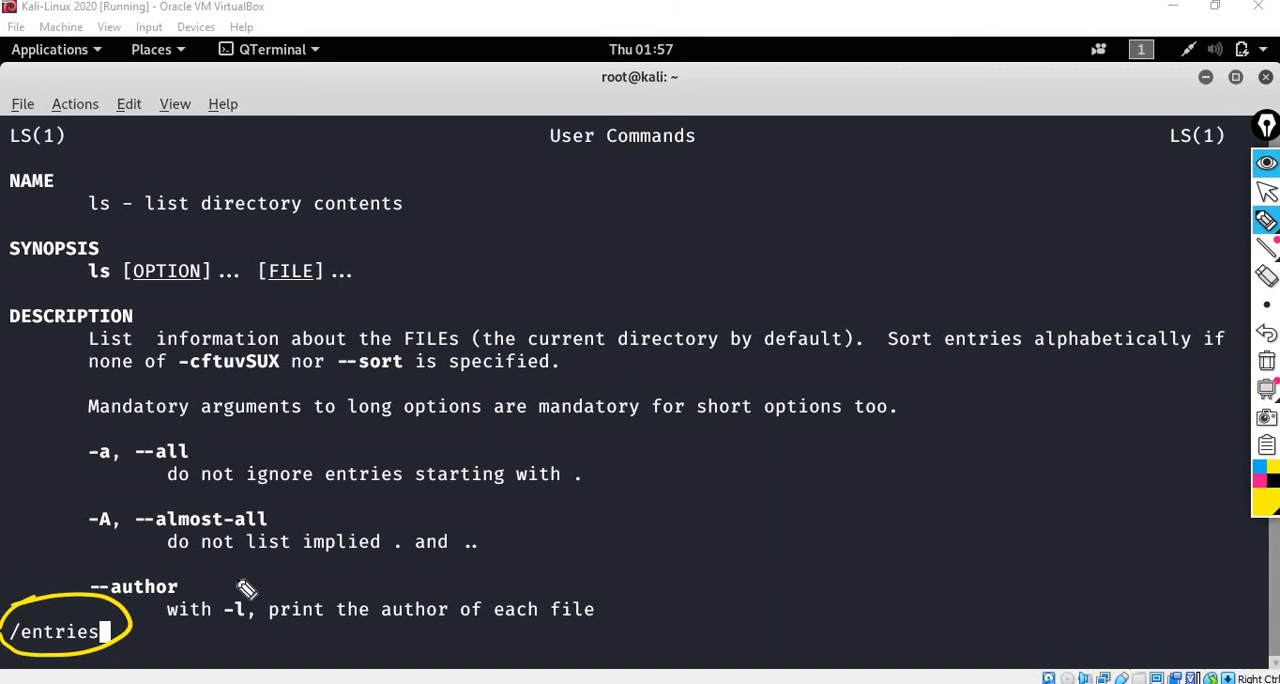 Kali-Linux 2020 [Running] - Oracle VM VirtualBox
File Machine View Input Devices Help
Applications Places QTerminal Thu 01:57 1
root@kali: ~
File Actions Edit View Help
LS(1) User Commands LS(1)
NAME
ls - list directory contents
SYNOPSIS
ls [OPTION]... [FILE]...
DESCRIPTION
List information about the FILEs (the current directory by default). Sort entries alphabetically if
none of -cftuvSUX nor --sort is specified.
Mandatory arguments to long options are mandatory for short options too.
-a, --all
do not ignore entries starting with .
-A, --almost-all
do not list implied . and ..
--author
with -l, print the author of each file
/entries
Right Ctrl